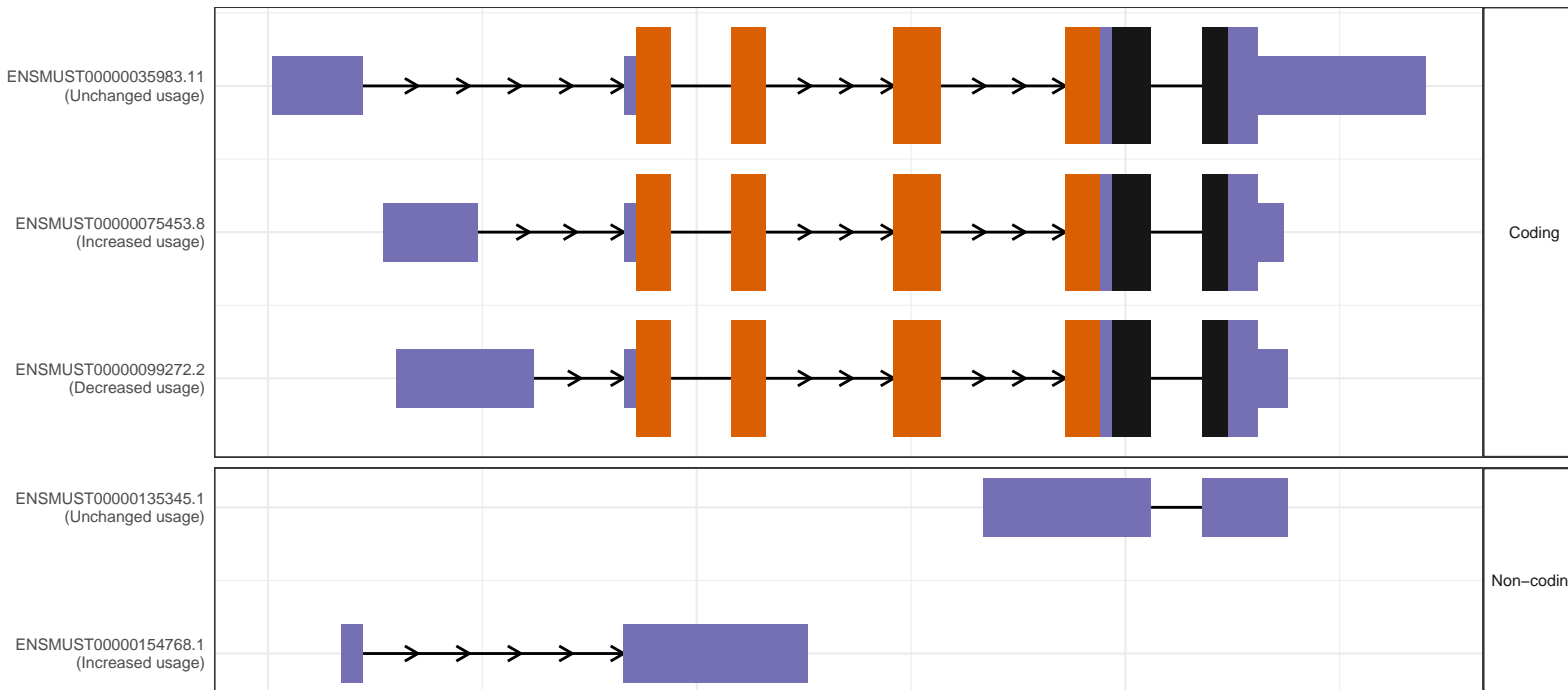 ENSMUST00000035983.11
(Unchanged usage)
ENSMUST00000075453.8
(Increased usage)
Coding
ENSMUST00000099272.2
(Decreased usage)
ENSMUST00000135345.1
(Unchanged usage)
Non−codin
ENSMUST00000154768.1
(Increased usage)